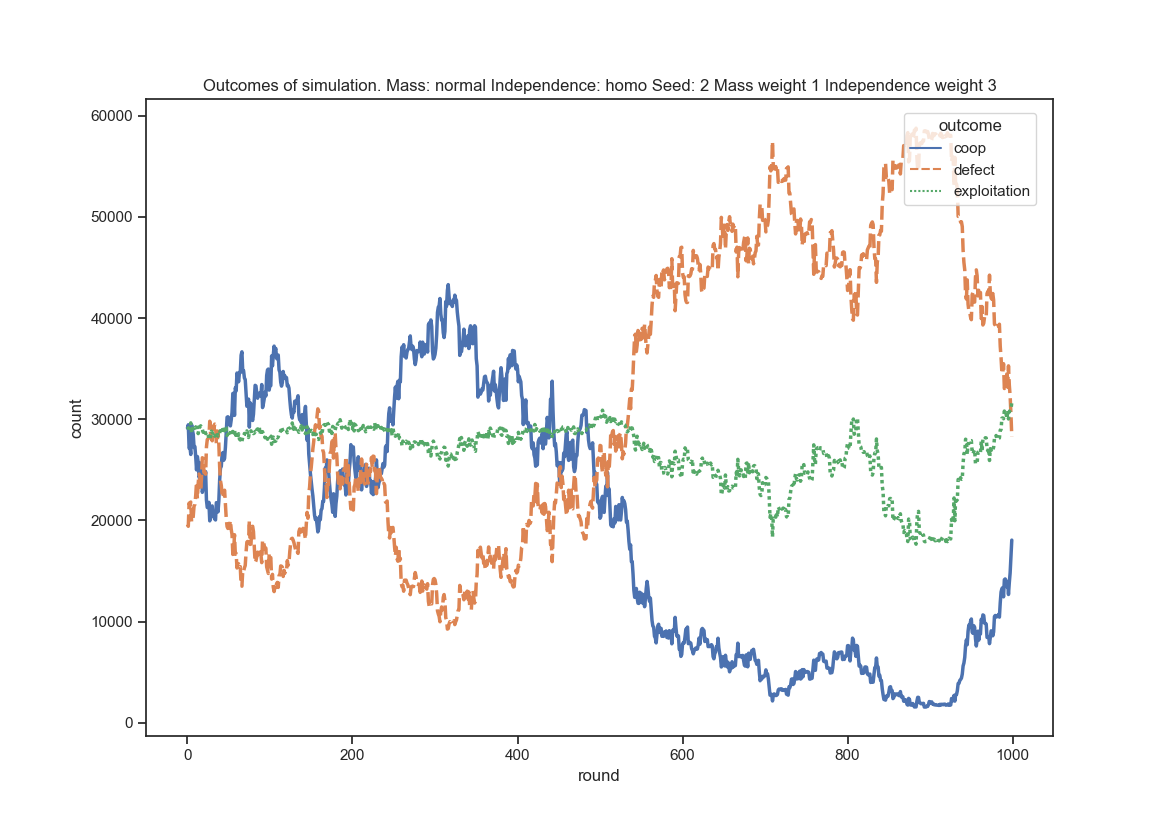 Outcomes of simulation. Mass: normal Independence: homo Seed: 2 Mass weight 1 Independence weight 3
60000
50000
40000
30000
20000
10000
0
count
outcome
coop
defect
exploitation
0 200 400 600 800 1000
round